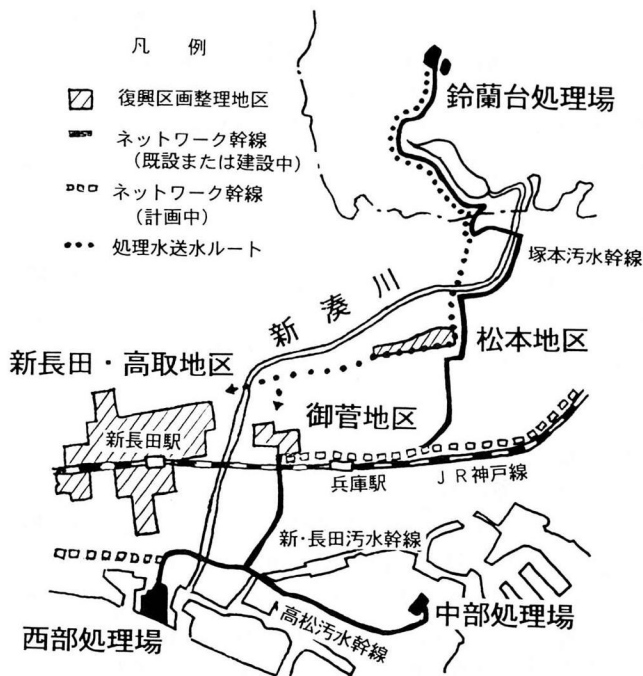 凡 例
復興区画整理地区
ネットワーク幹線
(既設または建設中)
ネットワーク幹線
(計画中)
処理水送水ルート
鈴蘭台処理場
塚本汚水幹線
新湊川
松本地区
新長田・高取地区
御菅地区
新長田駅
兵庫駅
JR神戸線
新・長田汚水幹線
高松汚水幹線
中部処理場
西部処理場